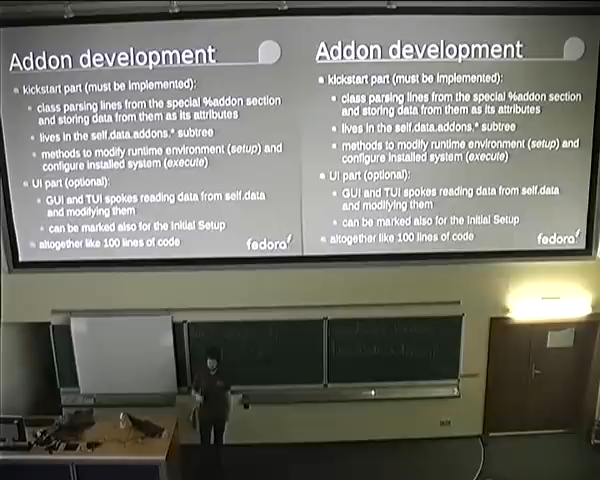 Addon development
kickstart part (must be implemented):
class parsing lines from the special %addon section
and storing data from them as its attributes
lives in the self.data.addons.* subtree
methods to modify runtime environment (setup) and
configure installed system (execute)
UI part (optional):
GUI and TUI spokes reading data from self.data
and modifying them
can be marked also for the Initial Setup
altogether like 100 lines of code
fedora
Addon development
kickstart part (must be implemented):
class parsing lines from the special %addon section
and storing data from them as its attributes
lives in the self.data.addons.* subtree
methods to modify runtime environment (setup) and
configure installed system (execute)
UI part (optional):
GUI and TUI spokes reading data from self.data
and modifying them
can be marked also for the Initial Setup
altogether like 100 lines of code
fedora